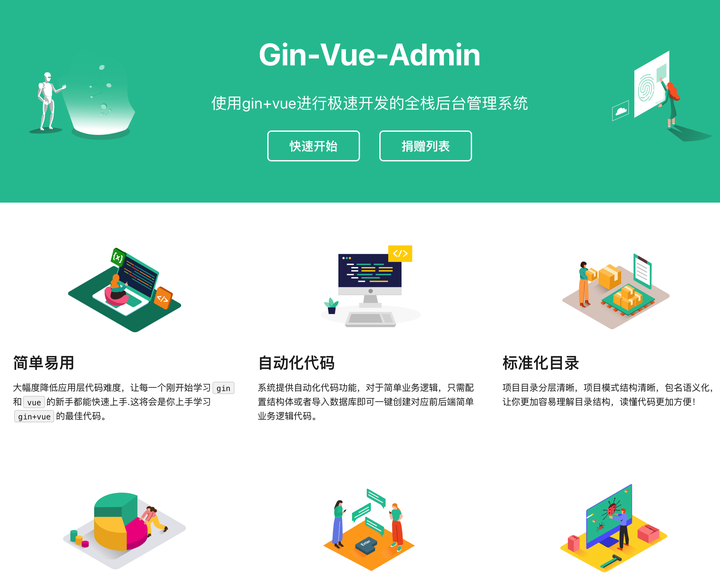 Gin-Vue-Admin
使用gin+vue进行极速开发的全栈后台管理系统
快速开始
捐赠列表
{x}
</>
</>
简单易用
大幅度降低应用层代码难度，让每一个刚开始学习 gin
和 vue 的新手都能快速上手.这将会是你上手学习
gin+vue 的最佳代码。
自动化代码
系统提供自动化代码功能，对于简单业务逻辑，只需配
置结构体或者导入数据库即可一键创建对应前后端简单
业务逻辑代码。
标准化目录
项目目录分层清晰，项目模式结构清晰，包名语义化，
让你更加容易理解目录结构，读懂代码更加方便！